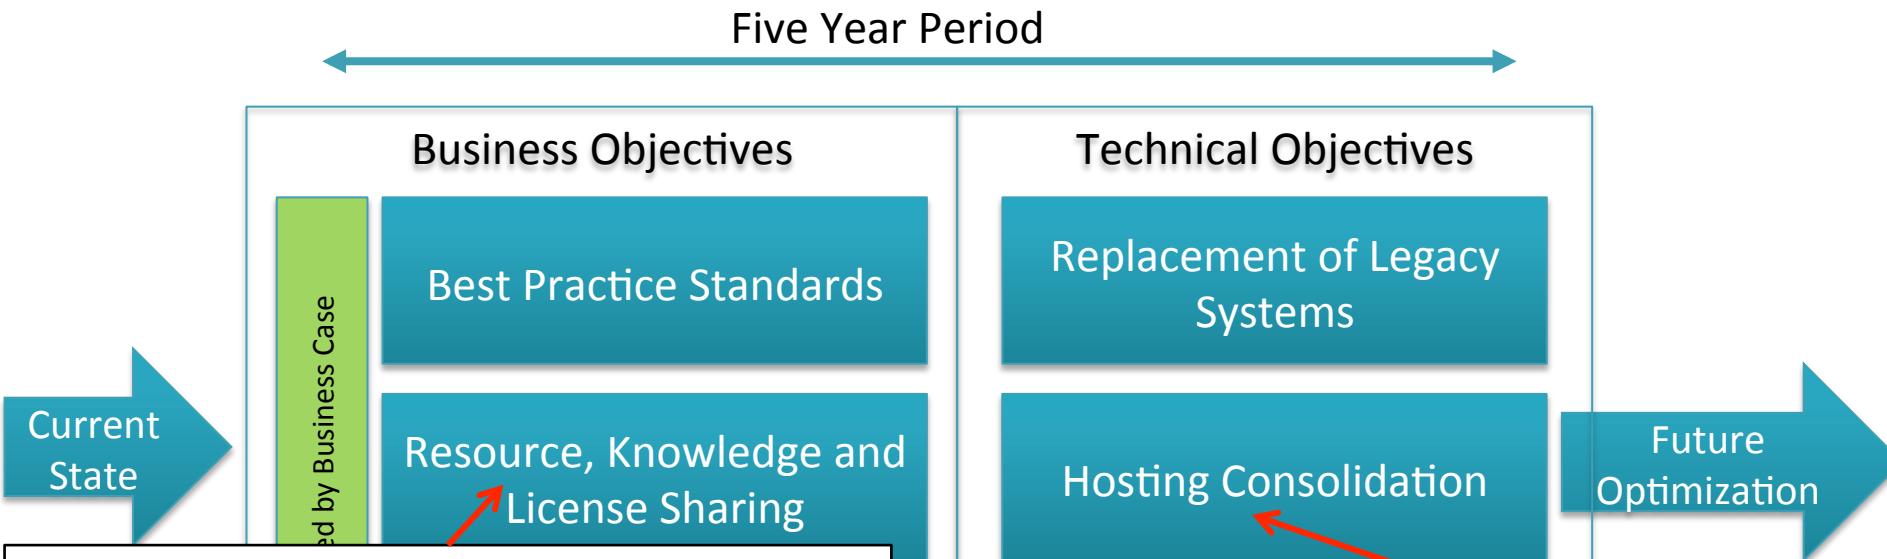 Five Year Period
Business Objectives
Technical Objectives
Best Practice Standards
Replacement of Legacy
Systems
by Business Case
Current
State
Resource, Knowledge and
License Sharing
Hosting Consolidation
Future
Optimization